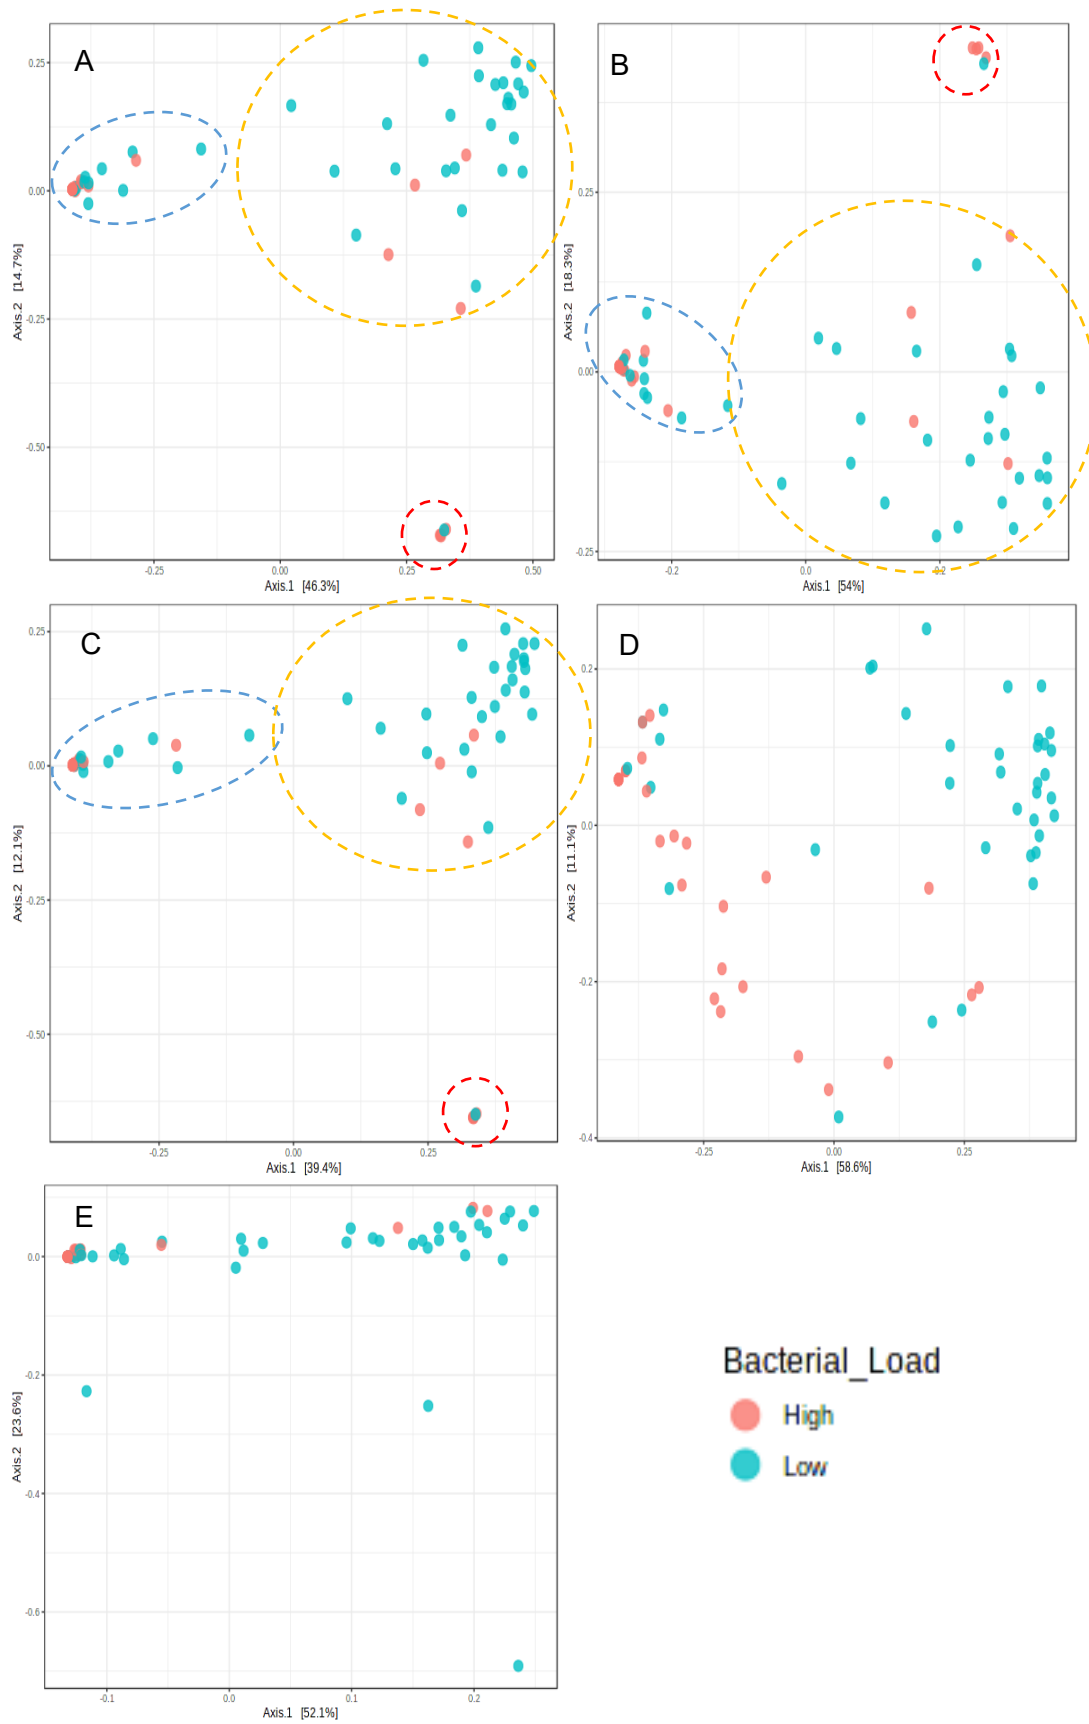 A
0.25
0.00
-0.25
-0.50
Axis.2 [14.7%]
-0.25 0.00 0.25 0.50
Axis.1 [46.3%]
B
0.25
0.00
-0.25
Axis.2 [18.3%]
-0.2 0.0 0.2
Axis.1 [54%]
C
0.25
0.00
-0.25
-0.50
Axis.2 [12.1%]
-0.25 0.00 0.25
Axis.1 [39.4%]
D
0.2
0.0
-0.2
-0.4
Axis.2 [11.1%]
-0.25 0.00 0.25
Axis.1 [58.6%]
E
0.0
-0.2
-0.4
-0.6
Axis.2 [23.6%]
-0.1 0.0 0.1 0.2
Axis.1 [52.1%]
Bacterial_Load
High
Low